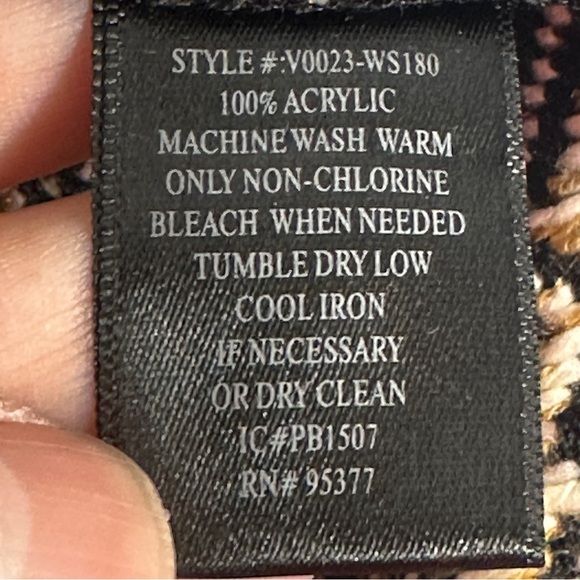 STYLE #:V0023-WS180
100% ACRYLIC
MACHINE WASH WARM
ONLY NON-CHLORINE
BLEACH WHEN NEEDED
TUMBLE DRY LOW
COOL IRON
IF NECESSARY
OR DRY CLEAN
IC#PB1507
RN# 95377